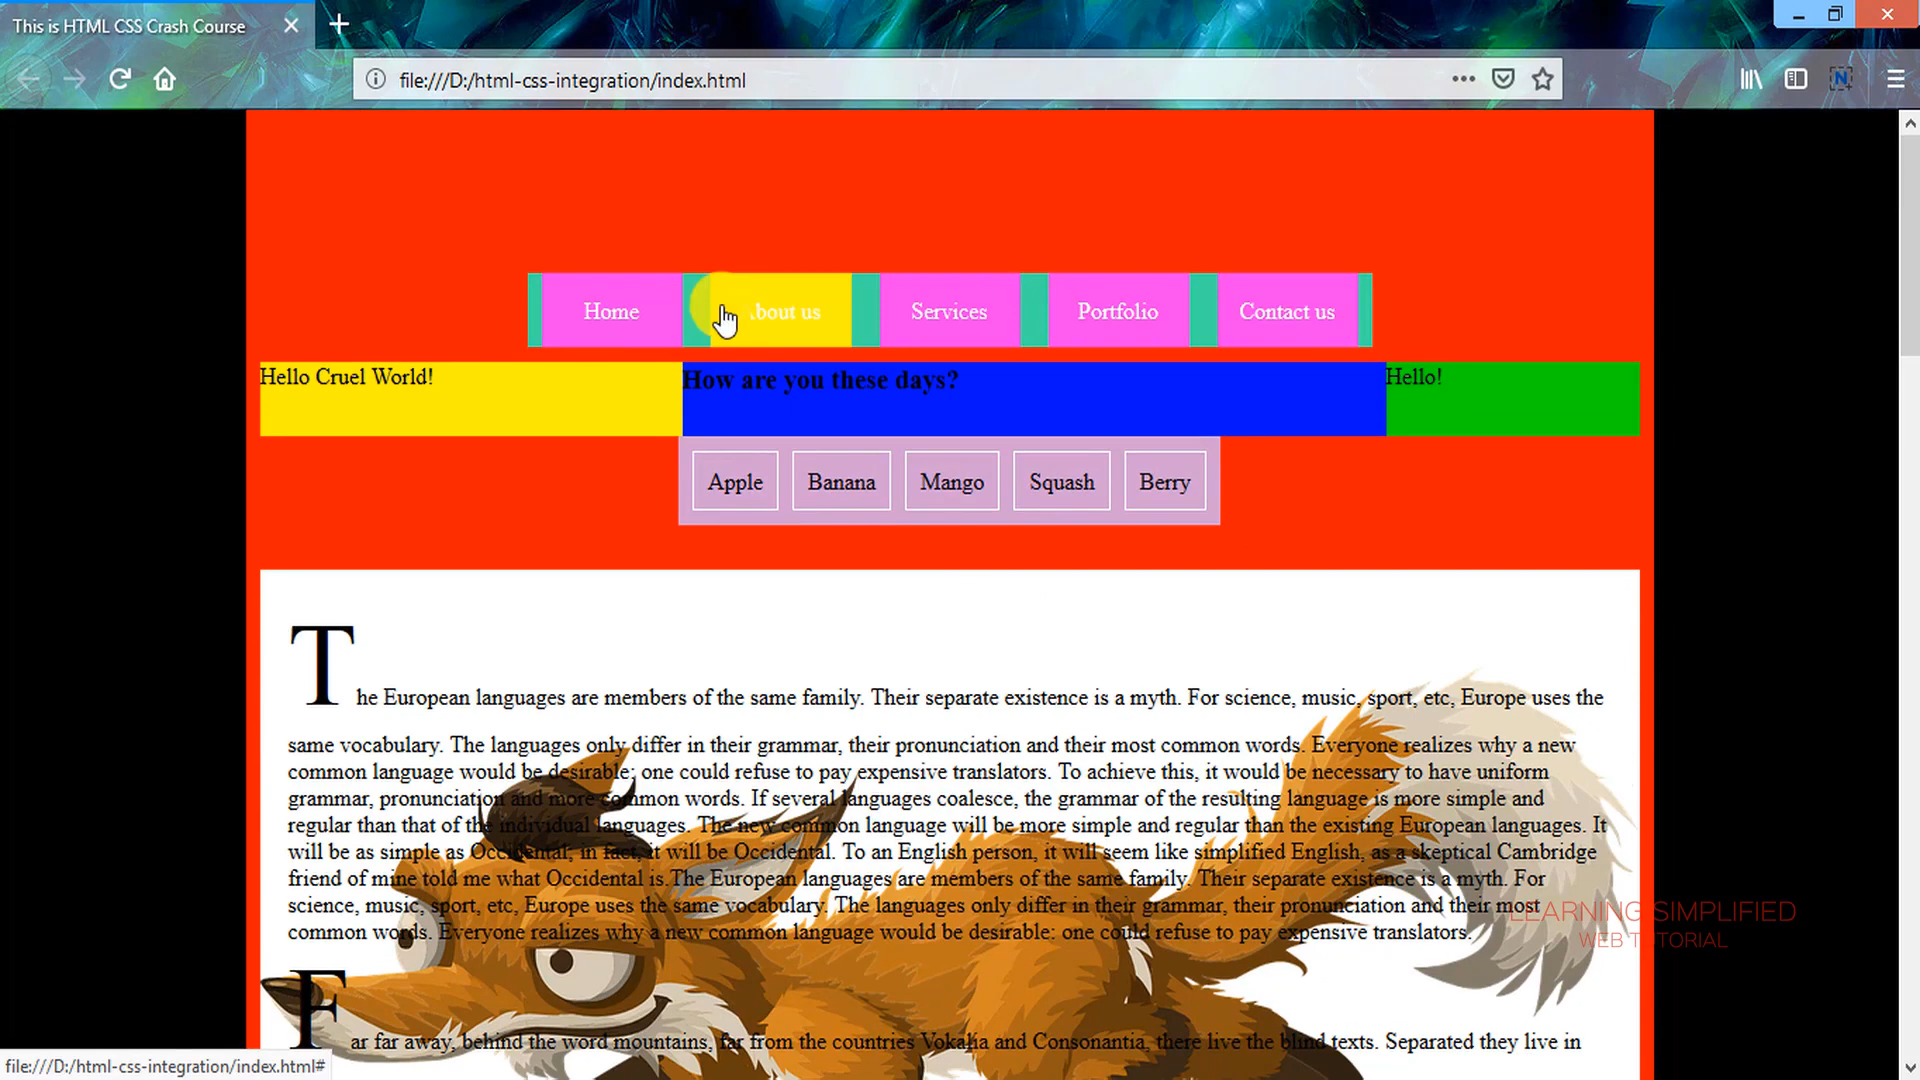 This is HTML CSS Crash Course
file:///D:/html-css-integration/index.html
N
Home About us Services Portfolio Contact us
Hello Cruel World! How are you these days? Hello!
Apple Banana Mango Squash Berry
The European languages are members of the same family. Their separate existence is a myth. For science, music, sport, etc, Europe uses the
same vocabulary. The languages only differ in their grammar, their pronunciation and their most common words. Everyone realizes why a new
common language would be desirable: one could refuse to pay expensive translators. To achieve this, it would be necessary to have uniform
grammar, pronunciation and more common words. If several languages coalesce, the grammar of the resulting language is more simple and
regular than that of the individual languages. The new common language will be more simple and regular than the existing European languages. It
will be as simple as Occidental; in fact, it will be Occidental. To an English person, it will seem like simplified English, as a skeptical Cambridge
friend of mine told me what Occidental is.The European languages are members of the same family. Their separate existence is a myth. For
science, music, sport, etc, Europe uses the same vocabulary. The languages only differ in their grammar, their pronunciation and their most
common words. Everyone realizes why a new common language would be desirable: one could refuse to pay expensive translators.
LEARNING SIMPLIFIED
WEB TUTORIAL
Far far away, behind the word mountains, far from the countries Vokalia and Consonantia, there live the blind texts. Separated they live in
file:///D:/html-css-integration/index.html#